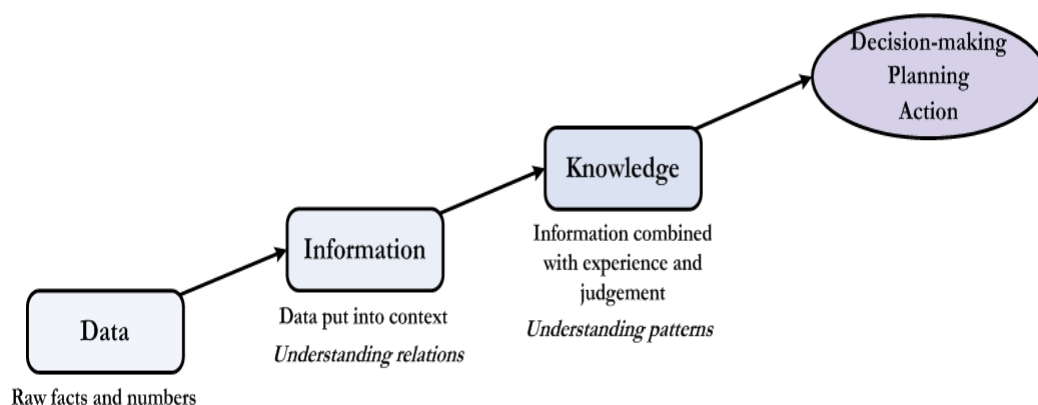 Data
Raw facts and numbers
Information
Data put into context
Understanding relations
Knowledge
Information combined
with experience and
judgement
Understanding patterns
Decision-making
Planning
Action